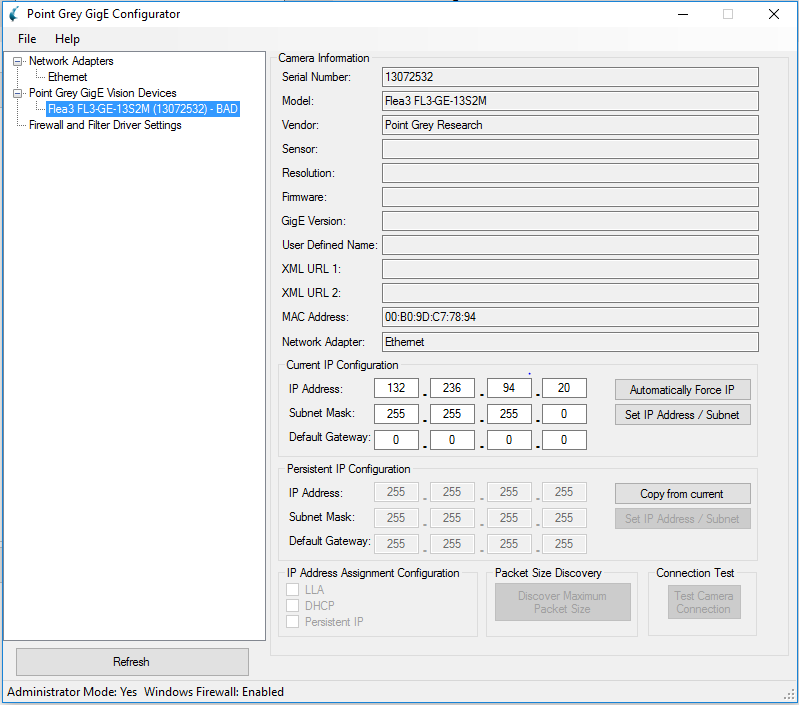 Point Grey GigE Configurator
File Help
Network Adapters
Ethernet
Point Grey GigE Vision Devices
Flea3 FL3-GE-13S2M (13072532) - BAD
Firewall and Filter Driver Settings
Refresh
Camera Information
Serial Number: 13072532
Model: Flea3 FL3-GE-13S2M
Vendor: Point Grey Research
Sensor:
Resolution:
Firmware:
GigE Version:
User Defined Name:
XML URL 1:
XML URL 2:
MAC Address: 00:B0:9D:C7:78:94
Network Adapter: Ethernet
Current IP Configuration
IP Address: 132 . 236 . 94 . 20 Automatically Force IP
Subnet Mask: 255 . 255 . 255 . 0 Set IP Address / Subnet
Default Gateway: 0 . 0 . 0 . 0
Persistent IP Configuration
IP Address: 255 . 255 . 255 . 255 Copy from current
Subnet Mask: 255 . 255 . 255 . 255 Set IP Address / Subnet
Default Gateway: 255 . 255 . 255 . 255
IP Address Assignment Configuration
LLA
DHCP
Persistent IP
Packet Size Discovery
Discover Maximum
Packet Size
Connection Test
Test Camera
Connection
Administrator Mode: Yes Windows Firewall: Enabled